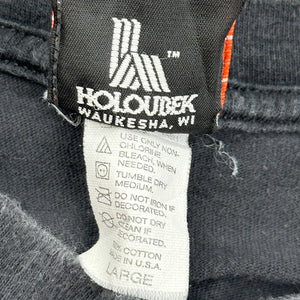 TM
HOLOUBEK
WAUKESHA, WI
USE ONLY NON-
CHLORINE
BLEACH, WHEN
NEEDED.
TUMBLE DRY
MEDIUM.
DO NOT IRON IF
DECORATED.
DO NOT DRY
CLEAN IF
DECORATED.
COTTON
MADE IN U.S.A.
LARGE